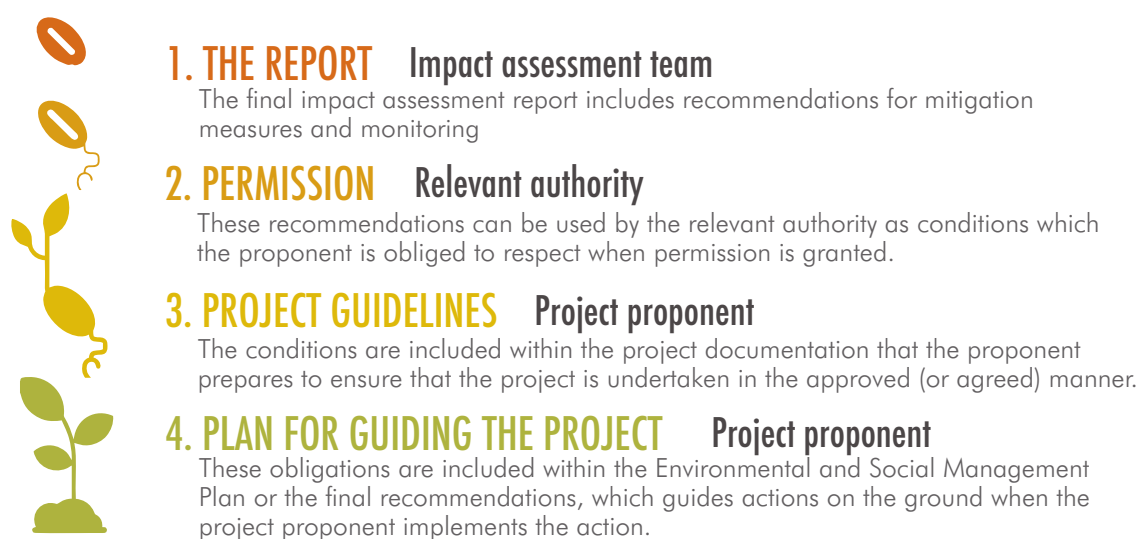 1. THE REPORT Impact assessment team
The final impact assessment report includes recommendations for mitigation
measures and monitoring
2. PERMISSION Relevant authority
These recommendations can be used by the relevant authority as conditions which
the proponent is obliged to respect when permission is granted.
3. PROJECT GUIDELINES Project proponent
The conditions are included within the project documentation that the proponent
prepares to ensure that the project is undertaken in the approved (or agreed) manner.
4. PLAN FOR GUIDING THE PROJECT Project proponent
These obligations are included within the Environmental and Social Management
Plan or the final recommendations, which guides actions on the ground when the
project proponent implements the action.